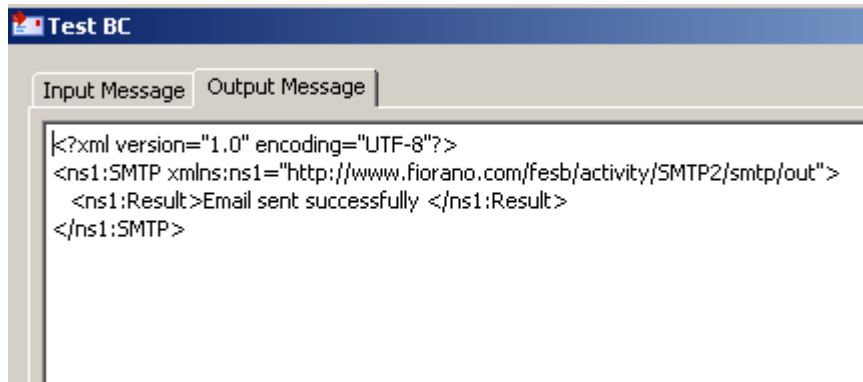 Test BC
Input Message Output Message
<?xml version="1.0" encoding="UTF-8"?>
<ns1:SMTP xmlns:ns1="http://www.fiorano.com/fesb/activity/SMTP2/smtp/out">
<ns1:Result>Email sent successfully </ns1:Result>
</ns1:SMTP>